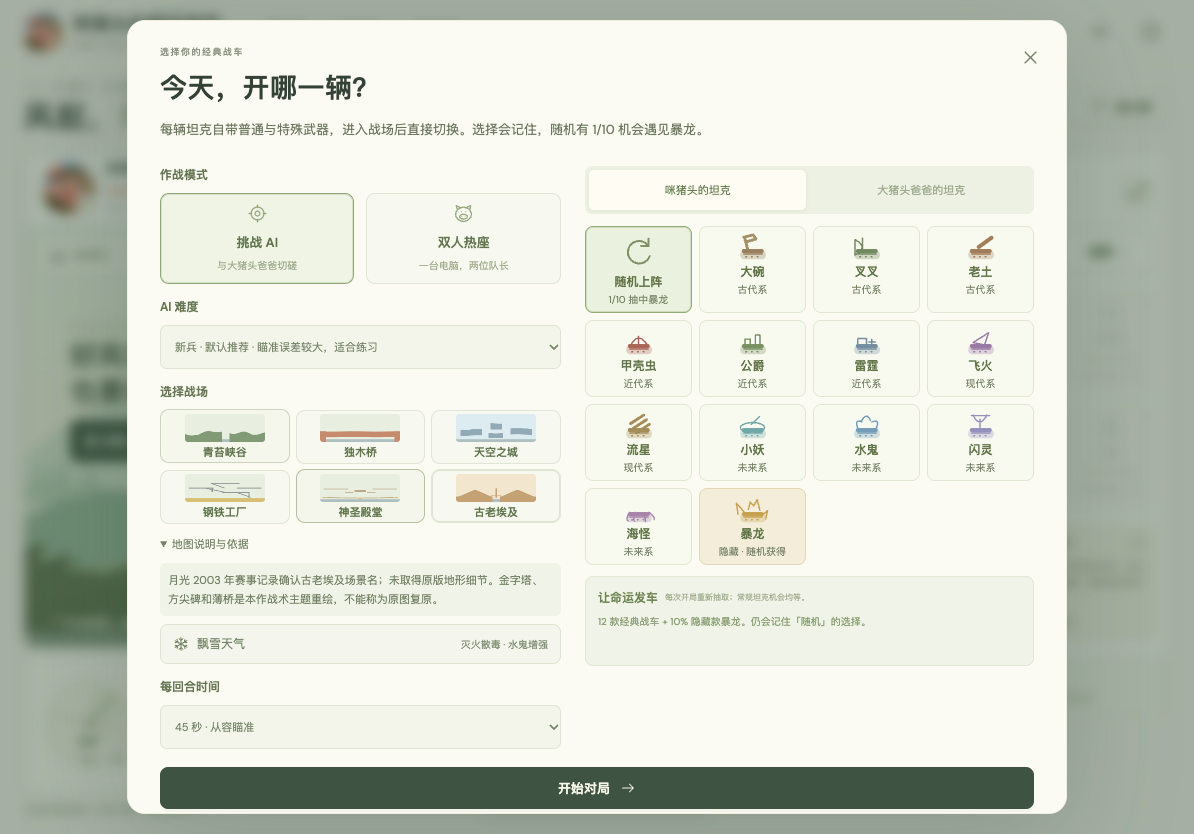 选择你的经典战车
今天，开哪一辆?
每辆坦克自带普通与特殊武器，进入战场后直接切换。选择会记住，随机有 1/10 机会遇见暴龙。
作战模式
挑战 AI
与大猪头爸爸切磋
双人热座
一台电脑，两位队长
AI 难度
新兵 · 默认推荐 · 瞄准误差较大，适合练习
选择战场
青苔峡谷
独木桥
天空之城
钢铁工厂
神圣殿堂
古老埃及
▼ 地图说明与依据
月光 2003 年赛事记录确认古老埃及场景名；未取得原版地形细节。金字塔、
方尖碑和薄桥是本作战术主题重绘，不能称为原图复原。
飘雪天气
灭火散毒 · 水鬼增强
每回合时间
45 秒 · 从容瞄准
咪猪头的坦克
大猪头爸爸的坦克
随机上阵
1/10 抽中暴龙
大碗
古代系
叉叉
古代系
老土
古代系
甲壳虫
近代系
公爵
近代系
雷霆
近代系
飞火
现代系
流星
现代系
小妖
未来系
水鬼
未来系
闪灵
未来系
海怪
未来系
暴龙
隐藏 · 随机获得
让命运发车 每次开局重新抽取；常规坦克机会均等。
12 款经典战车 + 10% 隐藏款暴龙。仍会记住「随机」的选择。
开始对局 →